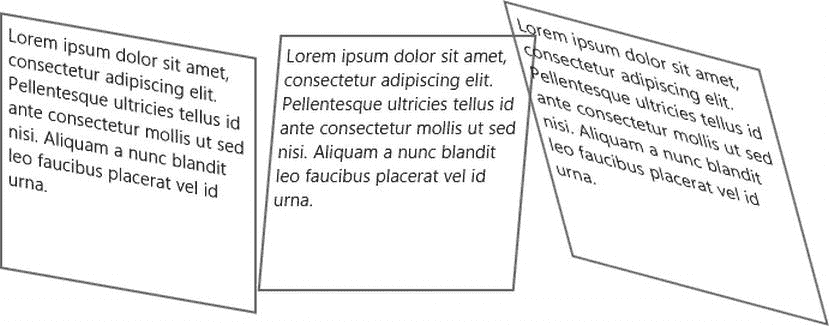 Lorem ipsum dolor sit amet,
consectetur adipiscing elit.
Pellentesque ultricies tellus id
ante consectetur mollis ut sed
nisi. Aliquam a nunc blandit
leo faucibus placerat vel id
urna.
Lorem ipsum dolor sit amet,
consectetur adipiscing elit.
Pellentesque ultricies tellus id
ante consectetur mollis ut sed
nisi. Aliquam a nunc blandit
leo faucibus placerat vel id
urna.
Lorem ipsum dolor sit amet,
consectetur adipiscing elit.
Pellentesque ultricies tellus id
ante consectetur mollis ut sed
nisi. Aliquam a nunc blandit
leo faucibus placerat vel id
urna.